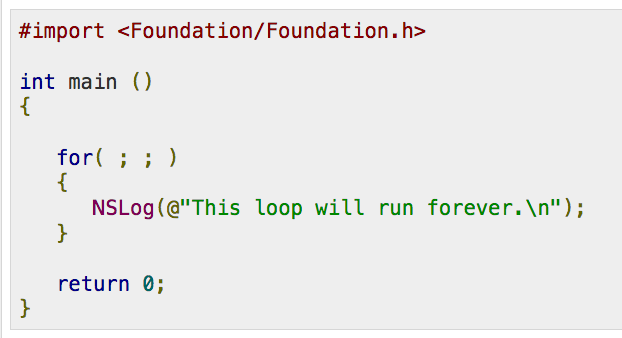 #import <Foundation/Foundation.h>
int main ()
{
for( ; ; )
{
NSLog(@"This loop will run forever.\n");
}
return 0;
}